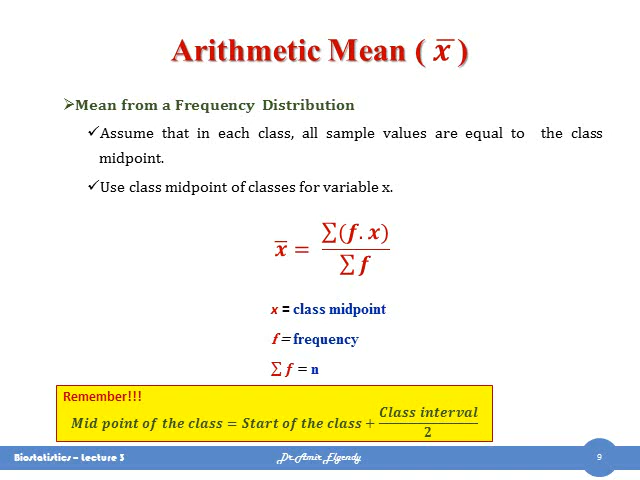 Arithmetic Mean ( x̅ )
➢Mean from a Frequency Distribution
✓Assume that in each class, all sample values are equal to the class
midpoint.
✓Use class midpoint of classes for variable x.
x̅ = ∑(f. x) / ∑ f
x = class midpoint
f = frequency
∑ f = n
Remember!!!
Mid point of the class = Start of the class + Class interval / 2
Biostatistics – Lecture 3
Dr. Amir Elgendy
9